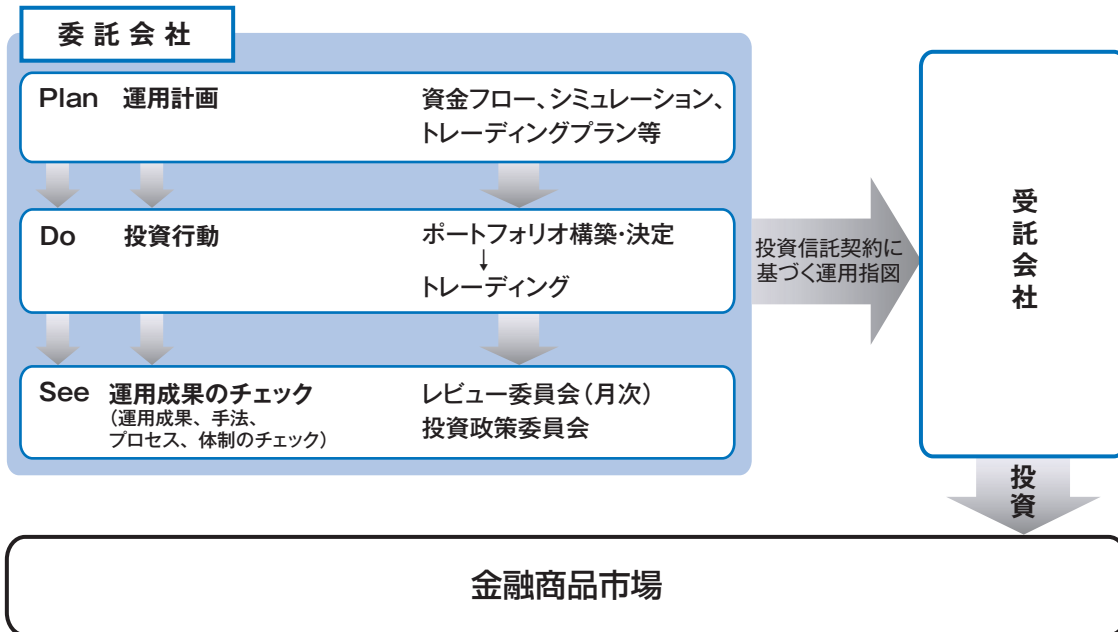 委託会社
Plan 運用計画 資金フロー、シミュレーション、
トレーディングプラン等
Do 投資行動 ポートフォリオ構築・決定
↓
トレーディング
See 運用成果のチェック レビュー委員会（月次）
（運用成果、手法、
プロセス、体制のチェック） 投資政策委員会
投資信託契約に
基づく運用指図
受託会社
投資
金融商品市場